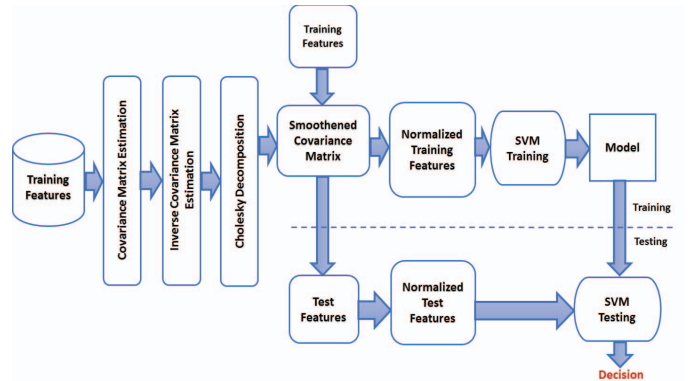 Training
Features
Training
Features
Covariance Matrix Estimation
Inverse Covariance Matrix
Estimation
Cholesky Decomposition
Smoothened
Covariance
Matrix
Normalized
Training
Features
SVM
Training
Model
Training
Testing
Test
Features
Normalized
Test
Features
SVM
Testing
Decision